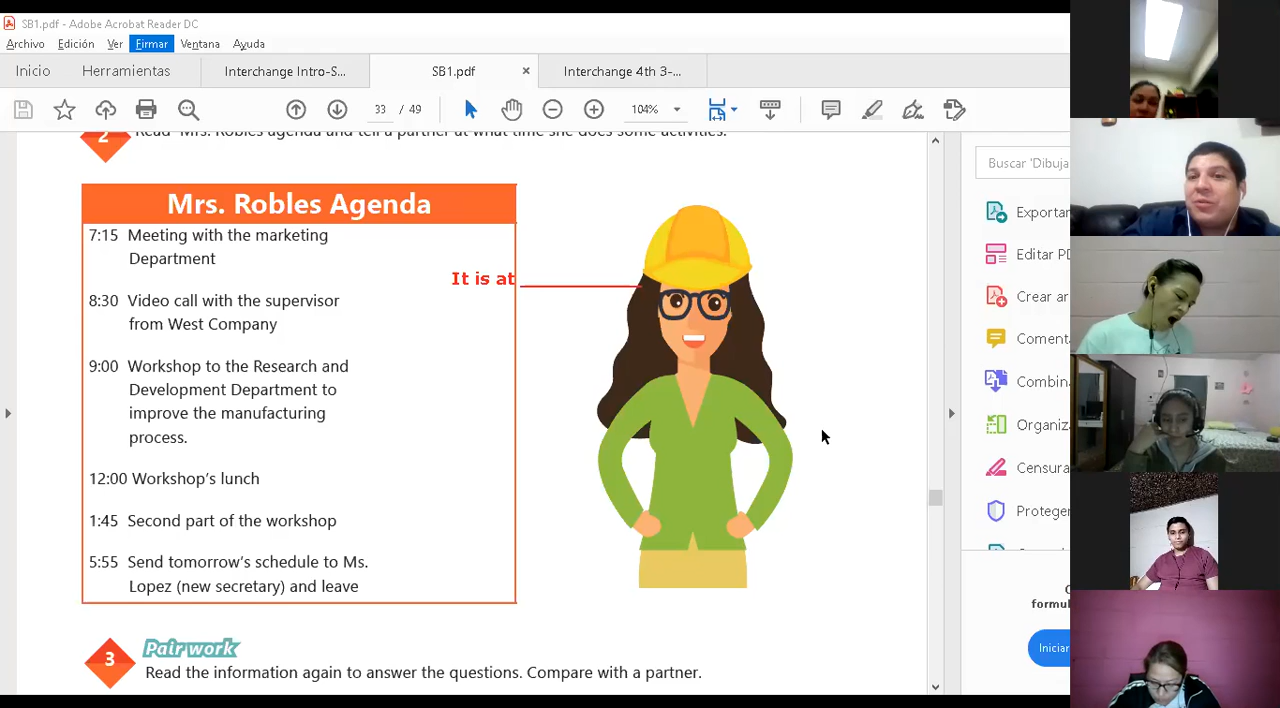 SB1.pdf - Adobe Acrobat Reader DC
Archivo Edición Ver Firmar Ventana Ayuda
Inicio Herramientas Interchange Intro-S... SB1.pdf × Interchange 4th 3-...
33 / 49 104%
2 Read Mrs. Robles agenda and tell a partner at what time she does some activities.
Mrs. Robles Agenda
7:15 Meeting with the marketing
Department
It is at
8:30 Video call with the supervisor
from West Company
9:00 Workshop to the Research and
Development Department to
improve the manufacturing
process.
12:00 Workshop's lunch
1:45 Second part of the workshop
5:55 Send tomorrow's schedule to Ms.
Lopez (new secretary) and leave
3 Pair work
Read the information again to answer the questions. Compare with a partner.
Buscar 'Dibuja
Exportar
Editar PD
Crear ar
Coment
Combin
Organiz
Censura
Proteger
formu
Iniciar